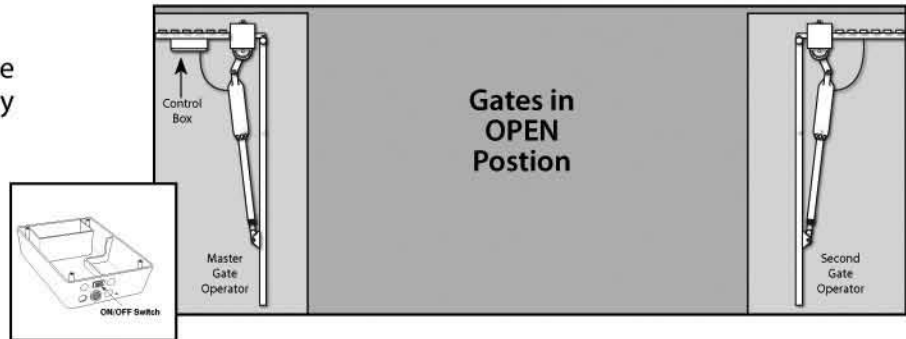 e
y
Control
Box
Gates in
OPEN
Postion
Master
Gate
Operator
Second
Gate
Operator
ON/OFF Switch